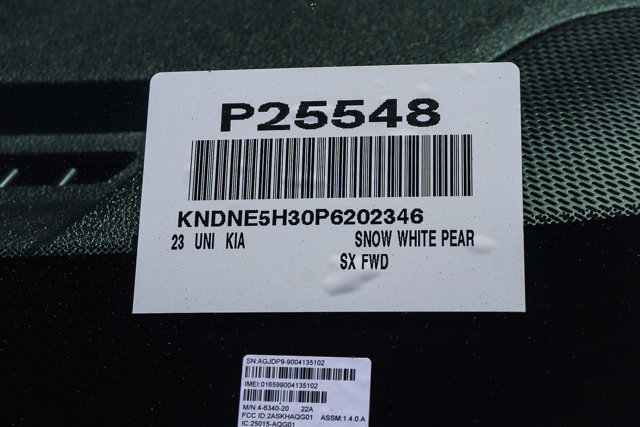 P25548
KNDNE5H30P6202346
23 UNI KIA SNOW WHITE PEAR
SX FWD
SN:AGJDP9-9004135102
IMEI:016599004135102
M/N:4-6340-20 22A
FCC ID:2ASKHAQG01 ASSM:1.4.0.A
IC:25015-AQG01